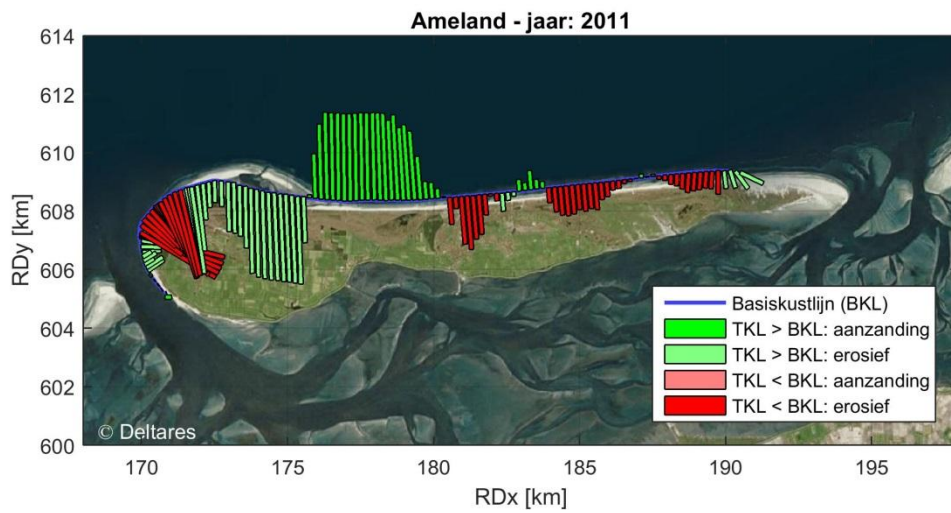 Ameland - jaar: 2011
614
612
610
608
606
604
602
600
RDy [km]
Basiskustlijn (BKL)
TKL > BKL: aanzanding
TKL > BKL: erosief
TKL < BKL: aanzanding
TKL < BKL: erosief
© Deltares
170 175 180 185 190 195
RDx [km]